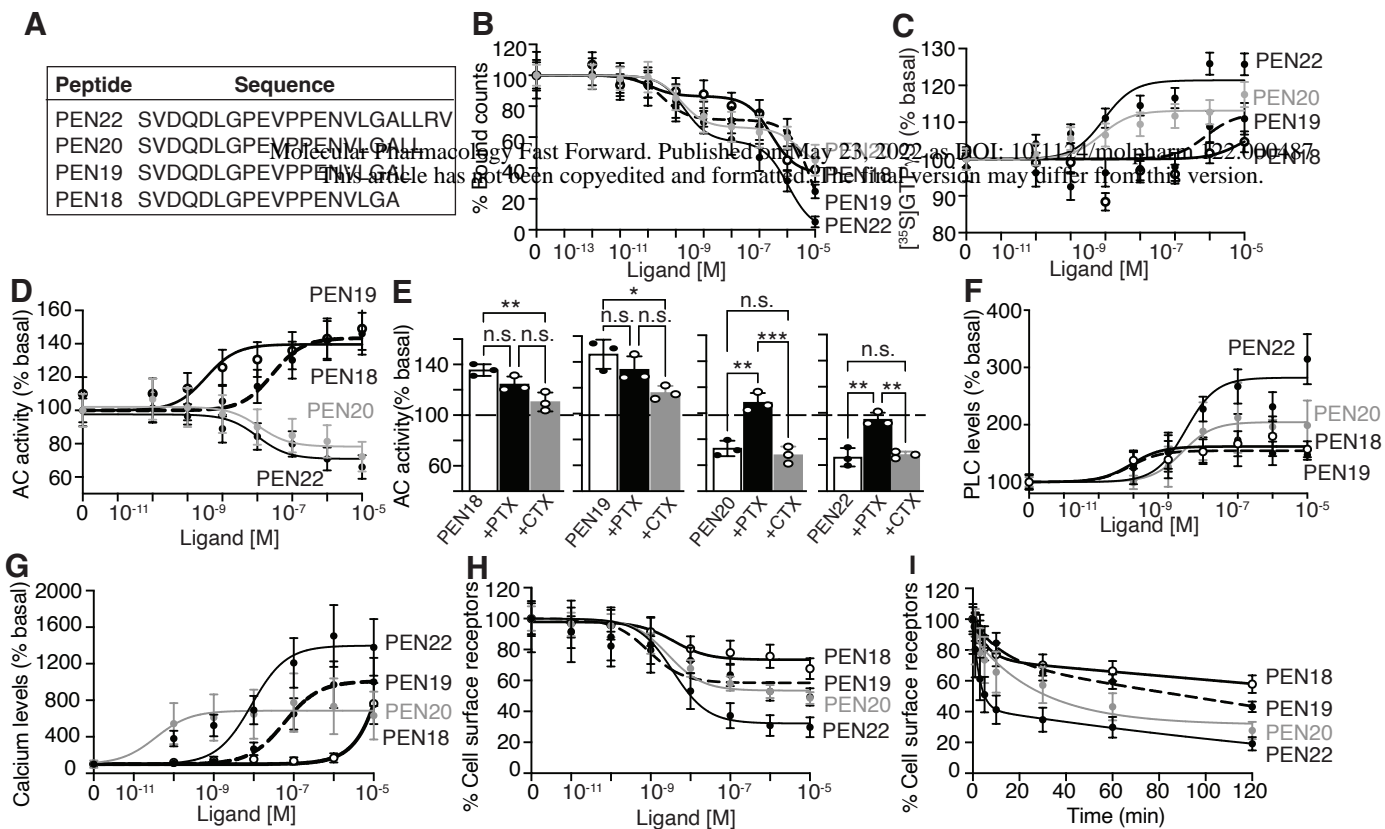 A
Peptide Sequence
PEN22 SVDQDLGPEVPPENVLGALLRV
PEN20 SVDQDLGPEVPPENVLGALL
PEN19 SVDQDLGPEVPPENVLGAL
PEN18 SVDQDLGPEVPPENVLGA
Molecular Pharmacology Fast Forward. Published on May 23, 2022 as DOI: 10.1124/molpharm.122.000487
This article has not been copyedited and formatted. The final version may differ from this version.
B
% Bound counts
120
100
80
60
40
20
0
0 10-13 10-11 10-9 10-7 10-5
Ligand [M]
PEN20
PEN18
PEN19
PEN22
C
[35S]GTPγS (% basal)
130
120
110
100
90
80
0 10-11 10-9 10-7 10-5
Ligand [M]
PEN22
PEN20
PEN19
PEN18
D
AC activity (% basal)
160
140
120
100
80
60
0 10-11 10-9 10-7 10-5
Ligand [M]
PEN19
PEN18
PEN20
PEN22
E
AC activity(% basal)
140
100
60
**
n.s. n.s.
PEN18 +PTX +CTX
*
n.s. n.s.
PEN19 +PTX +CTX
n.s.
***
**
PEN20 +PTX +CTX
n.s.
** **
PEN22 +PTX +CTX
F
PLC levels (% basal)
400
300
200
100
0 10-11 10-9 10-7 10-5
Ligand [M]
PEN22
PEN20
PEN18
PEN19
G
Calcium levels (% basal)
2000
1600
1200
800
400
0
0 10-11 10-9 10-7 10-5
Ligand [M]
PEN22
PEN19
PEN20
PEN18
H
% Cell surface receptors
120
100
80
60
40
20
0
0 10-11 10-9 10-7 10-5
Ligand [M]
PEN18
PEN19
PEN20
PEN22
I
% Cell surface receptors
120
100
80
60
40
20
0
0 20 40 60 80 100 120
Time (min)
PEN18
PEN19
PEN20
PEN22